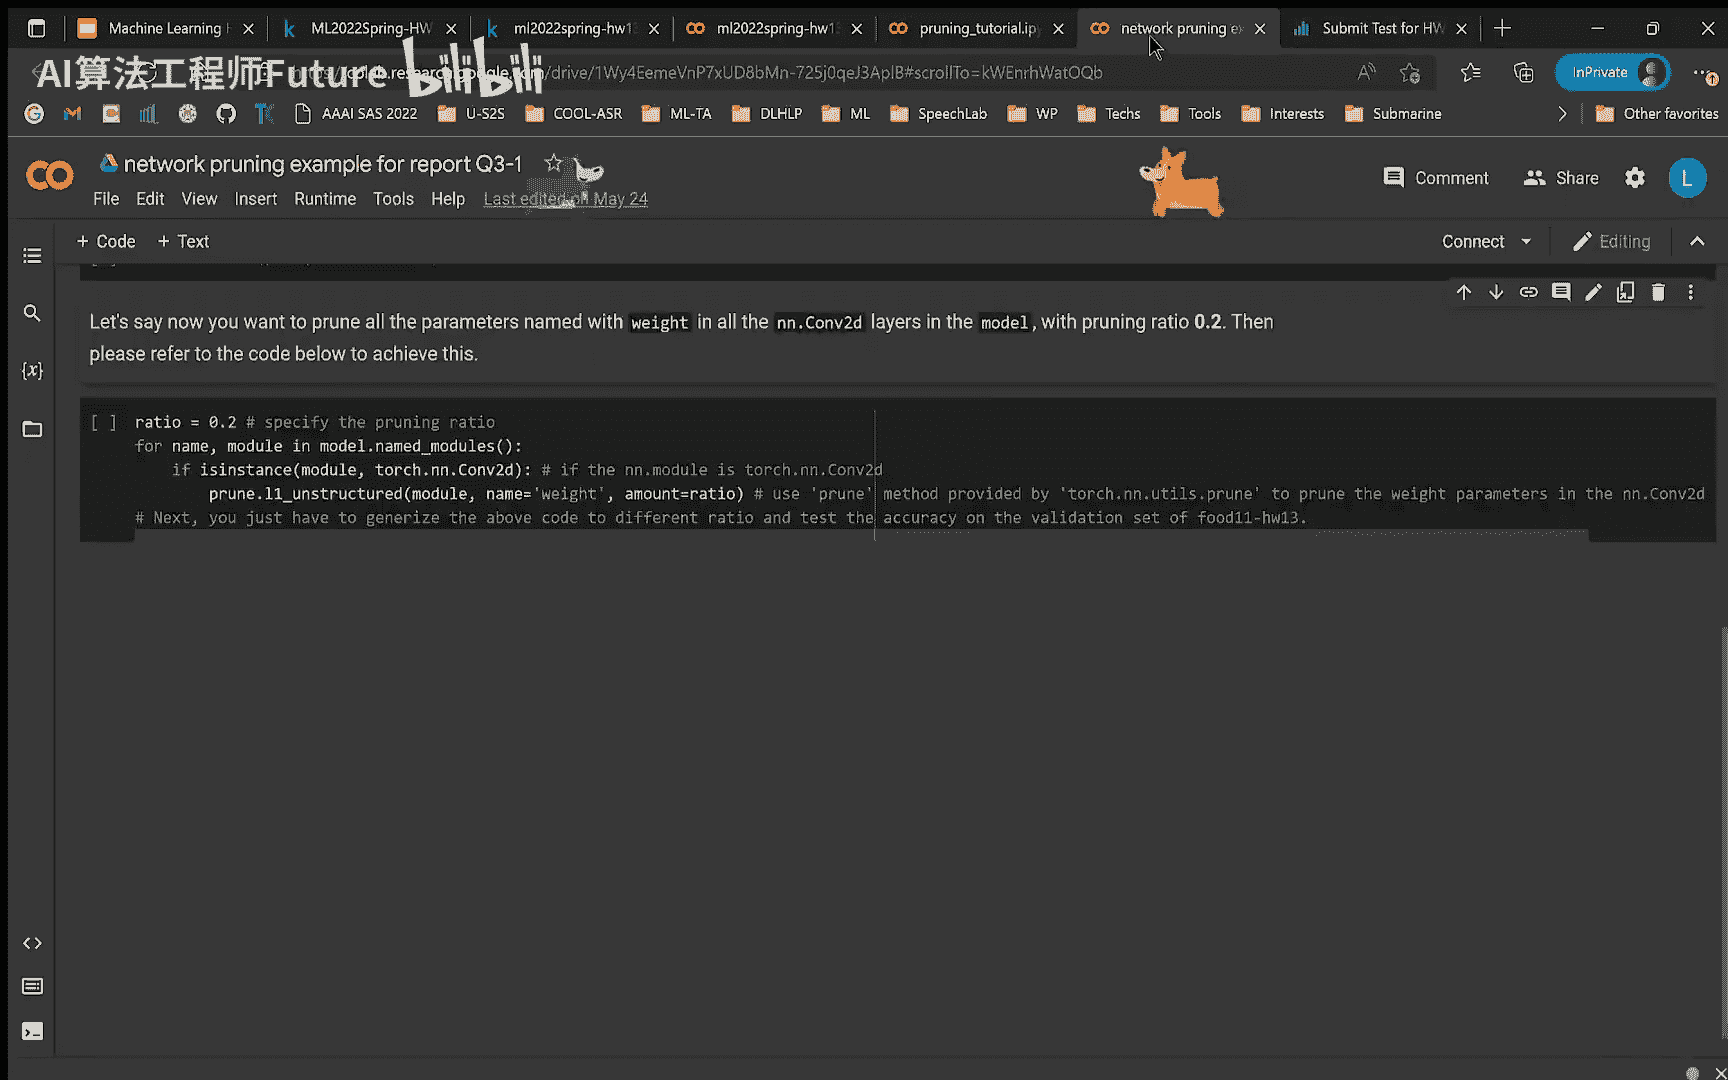 Machine Learning
ML2022Spring-HW
ml2022spring-hw1
ml2022spring-hw1
pruning_tutorial.ip
network pruning e
Submit Test for HW
AI算法工程师Future
bilibili
/drive/1Wy4EemeVnP7xUD8bMn-725j0qeJ3ApIB#scrollTo=kWEnrhWatOQb
InPrivate
AAAI SAS 2022
U-S2S
COOL-ASR
ML-TA
DLHLP
ML
SpeechLab
WP
Techs
Tools
Interests
Submarine
Other favorites
network pruning example for report Q3-1
Comment
Share
L
File Edit View Insert Runtime Tools Help Last edited on May 24
+ Code + Text
Connect
Editing
Let's say now you want to prune all the parameters named with weight in all the nn.Conv2d layers in the model, with pruning ratio 0.2. Then
please refer to the code below to achieve this.
[ ] ratio = 0.2 # specify the pruning ratio
for name, module in model.named_modules():
if isinstance(module, torch.nn.Conv2d): # if the nn.module is torch.nn.Conv2d
prune.l1_unstructured(module, name='weight', amount=ratio) # use 'prune' method provided by 'torch.nn.utils.prune' to prune the weight parameters in the nn.Conv2d
# Next, you just have to generize the above code to different ratio and test the accuracy on the validation set of food11-hw13.